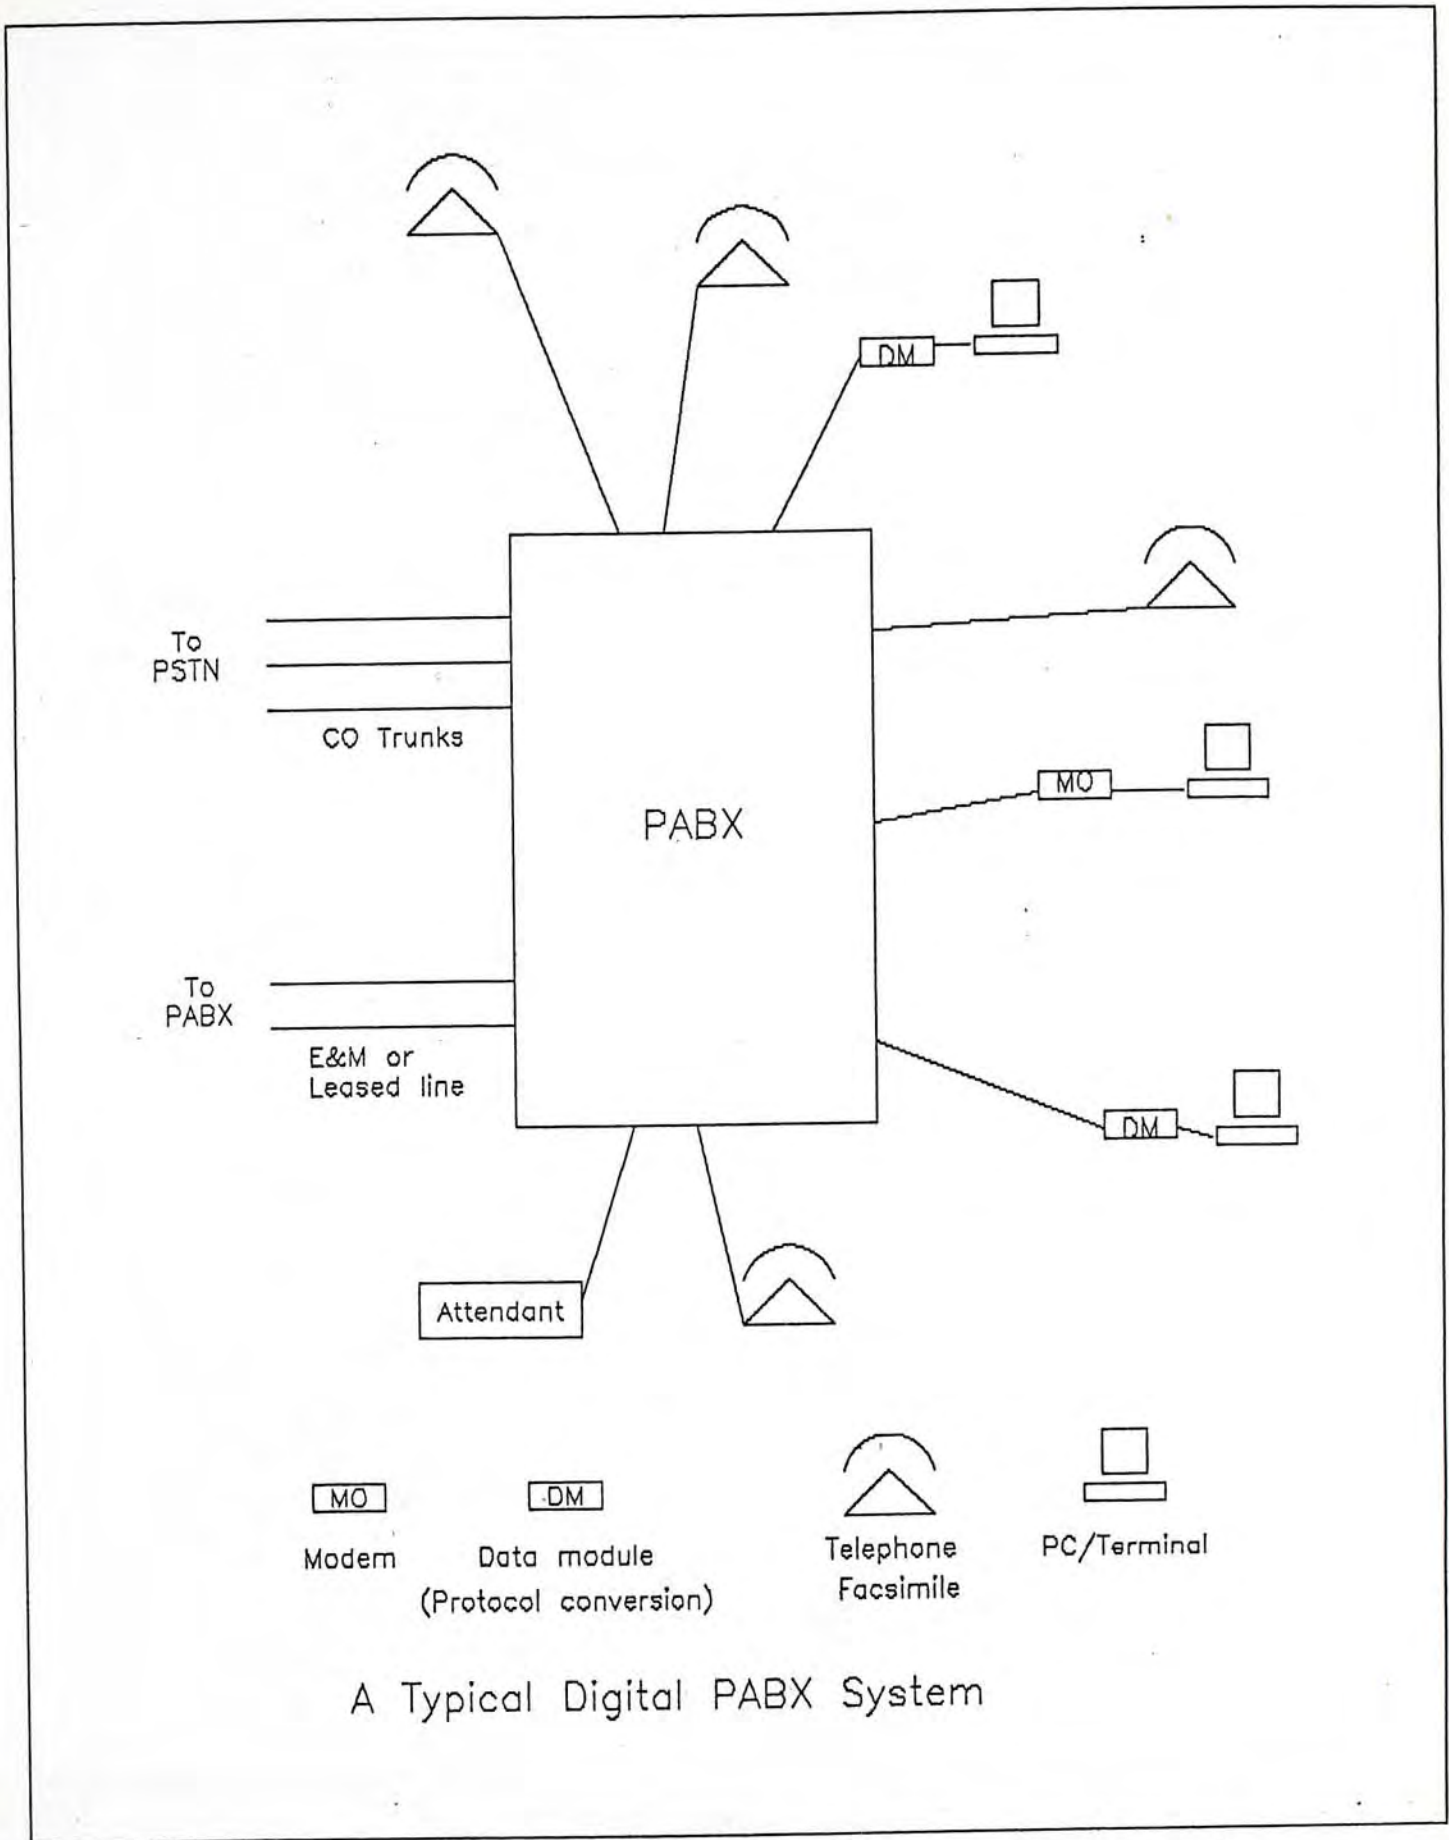 DM
To
PSTN
CO Trunks
MO
PABX
To
PABX
E&M or
Leased line
DM
Attendant
MO
DM
Modem
Data module
(Protocol conversion)
Telephone
Facsimile
PC/Terminal
A Typical Digital PABX System